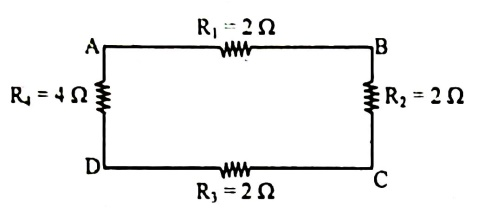 R₁ = 2 Ω
A B
R₄ = 4 Ω R₂ = 2 Ω
D C
R₃ = 2 Ω